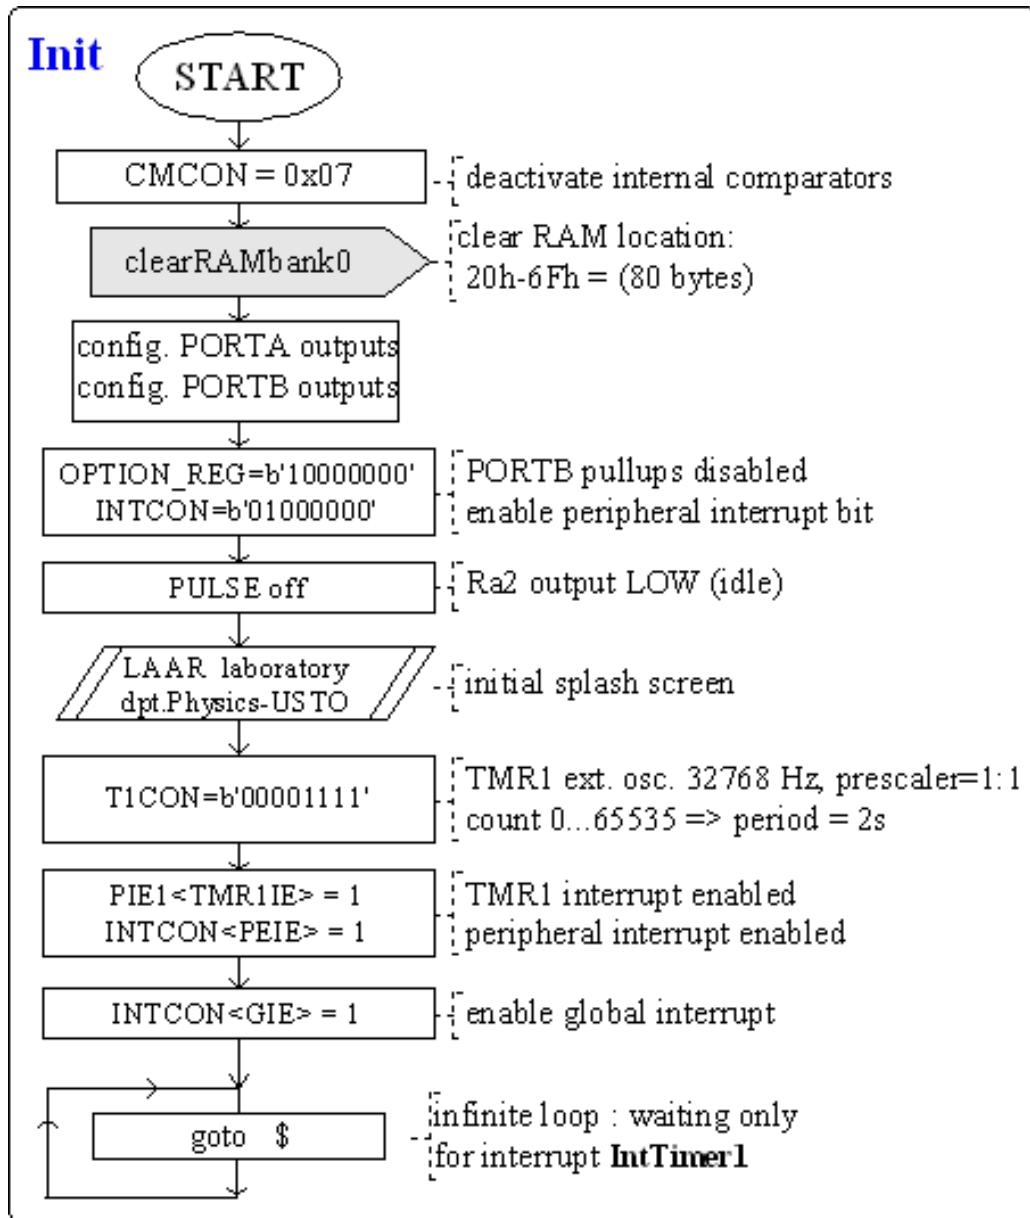 Init
START
CMCON = 0x07
deactivate internal comparators
clearRAMbank0
clear RAM location:
20h-6Fh = (80 bytes)
config. PORTA outputs
config. PORTB outputs
OPTION_REG=b'10000000'
INTCON=b'01000000'
PORTB pullups disabled
enable peripheral interrupt bit
PULSE off
Ra2 output LOW (idle)
LAAR laboratory
dpt.Physics-USTO
initial splash screen
T1CON=b'00001111'
TMR1 ext. osc. 32768 Hz, prescaler=1:1
count 0...65535 => period = 2s
PIE1<TMR1IE> = 1
INTCON<PEIE> = 1
TMR1 interrupt enabled
peripheral interrupt enabled
INTCON<GIE> = 1
enable global interrupt
goto $
infinite loop : waiting only
for interrupt IntTimer1